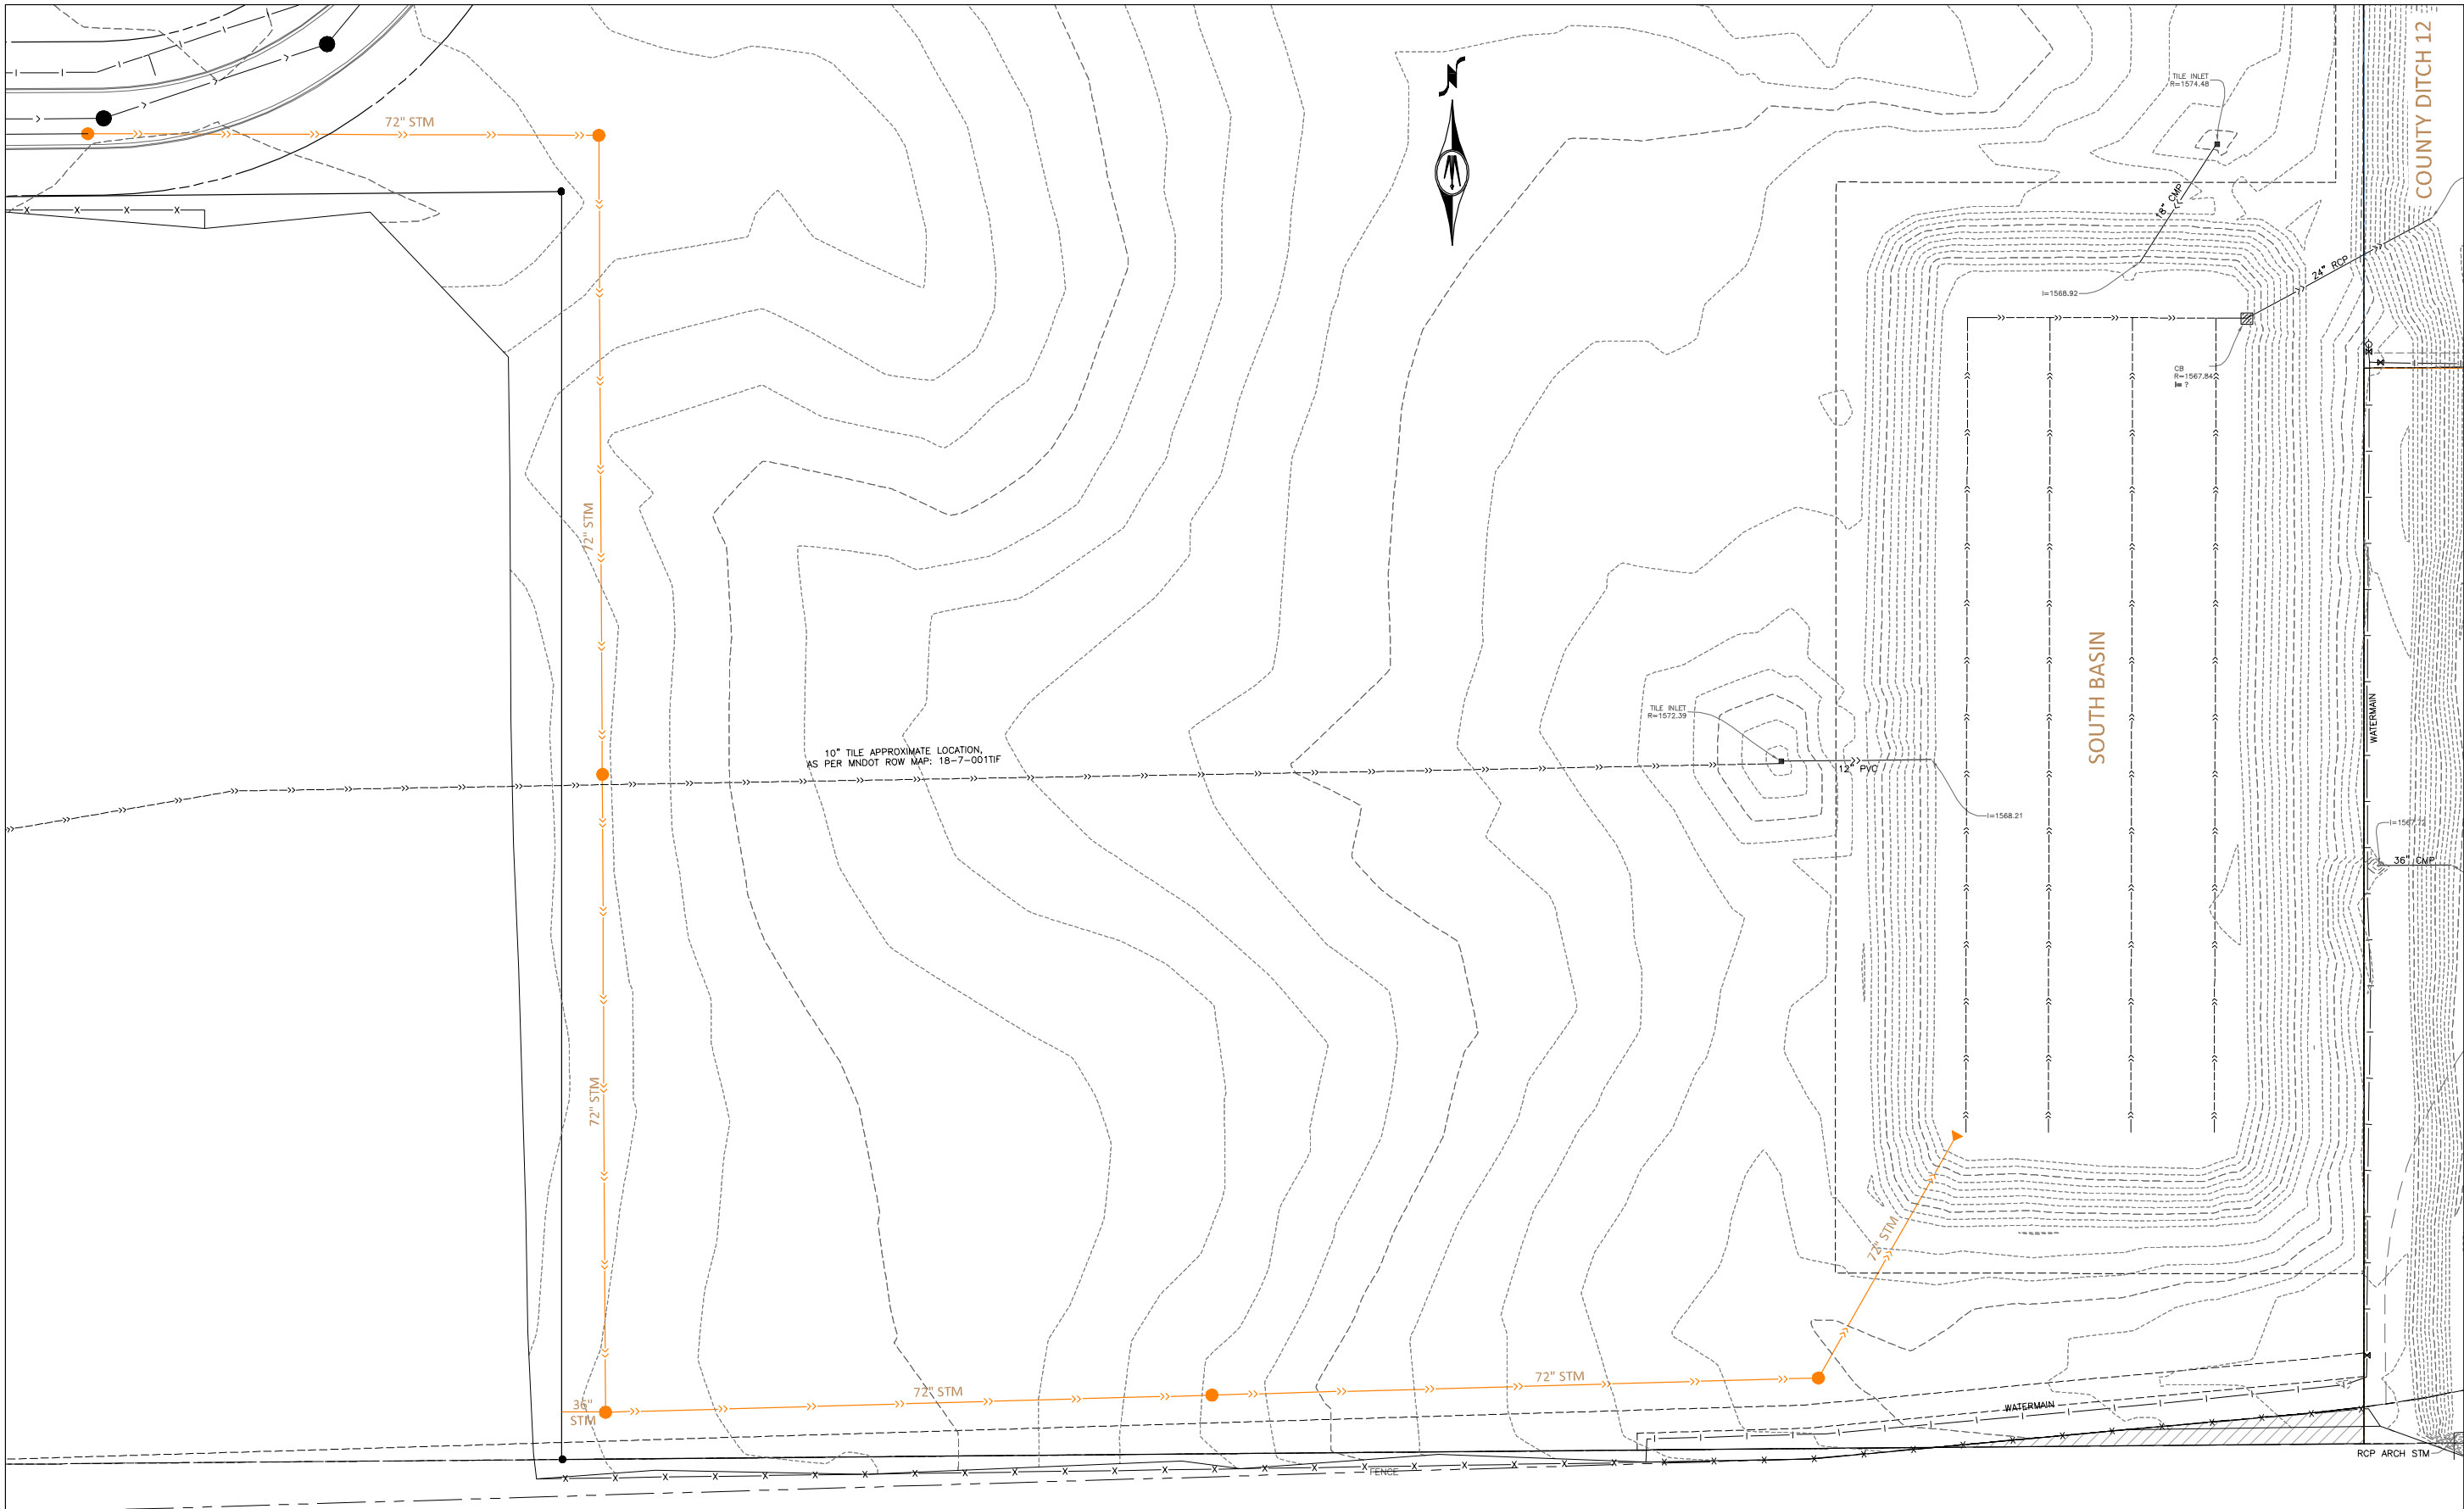 COUNTY DITCH 12
TILE INLET
R=1574.48
72" STM
N
18" CMP
24" RCP
I=1568.92
CB
R=1567.84
I= ?
72" STM
SOUTH BASIN
WATERMAIN
TILE INLET
R=1572.39
10" TILE APPROXIMATE LOCATION,
AS PER MNDOT ROW MAP: 18-7-001TIF
12" PVC
I=1568.21
I=1567.72
36" CMP
72" STM
72" STM
72" STM
72" STM
36"
STM
WATERMAIN
RCP ARCH STM
FENCE